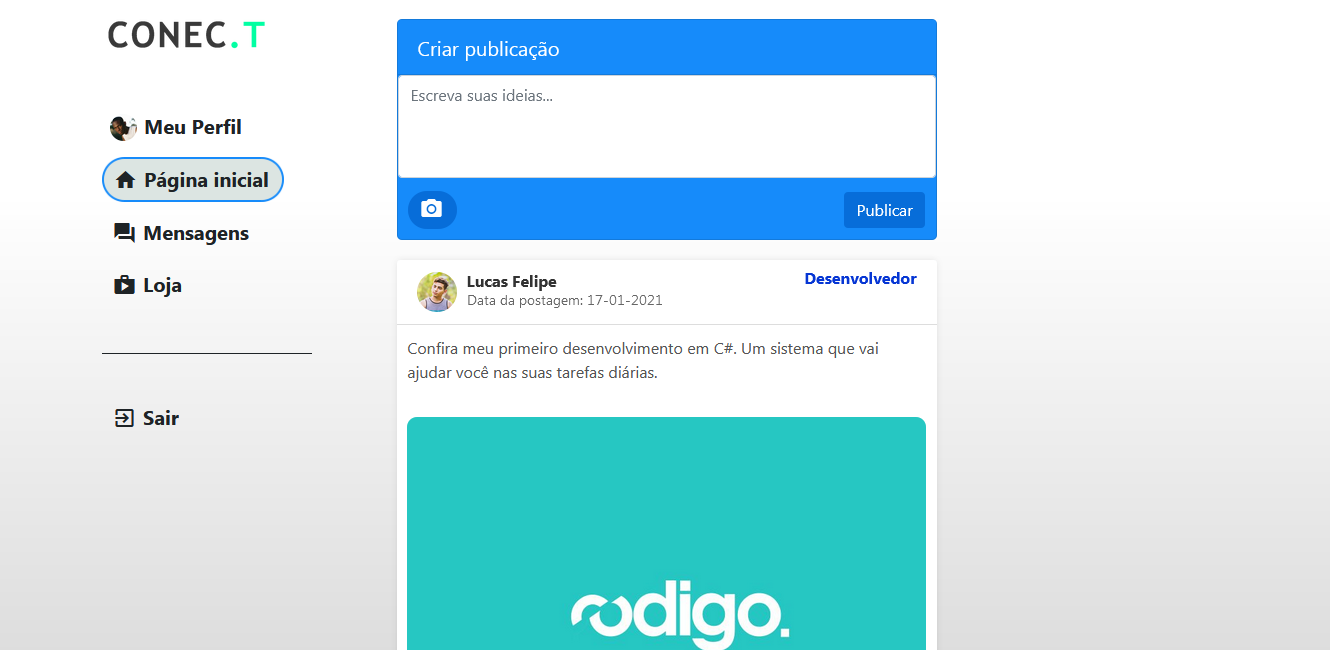 CONEC.T
Meu Perfil
Página inicial
Mensagens
Loja
Sair
Criar publicação
Escreva suas ideias...
Publicar
Lucas Felipe
Data da postagem: 17-01-2021
Desenvolvedor
Confira meu primeiro desenvolvimento em C#. Um sistema que vai
ajudar você nas suas tarefas diárias.
codigo.